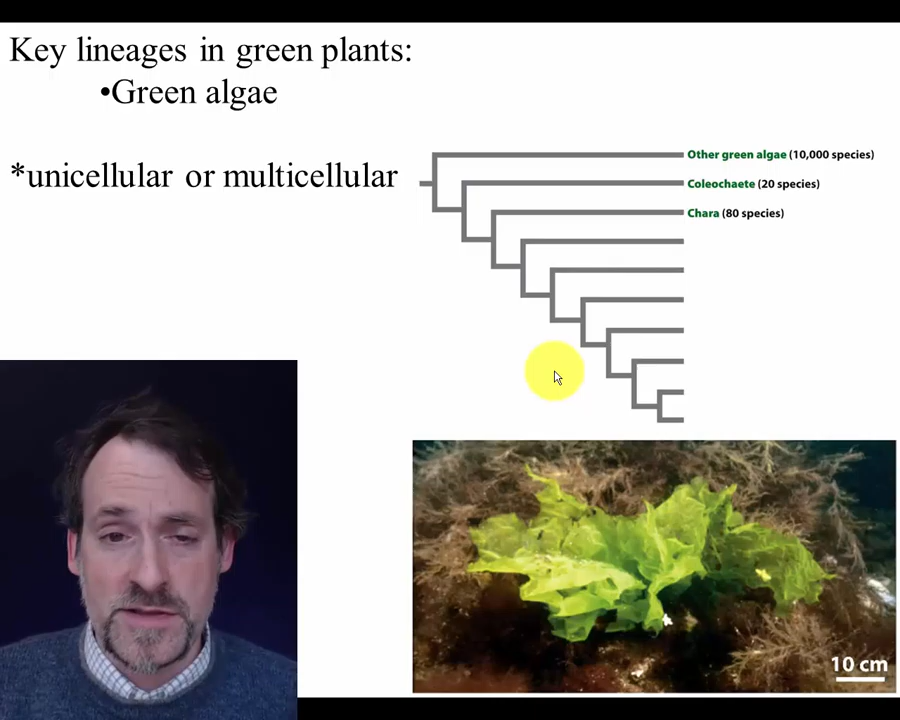 Key lineages in green plants:
•Green algae
*unicellular or multicellular
Other green algae (10,000 species)
Coleochaete (20 species)
Chara (80 species)
10 cm